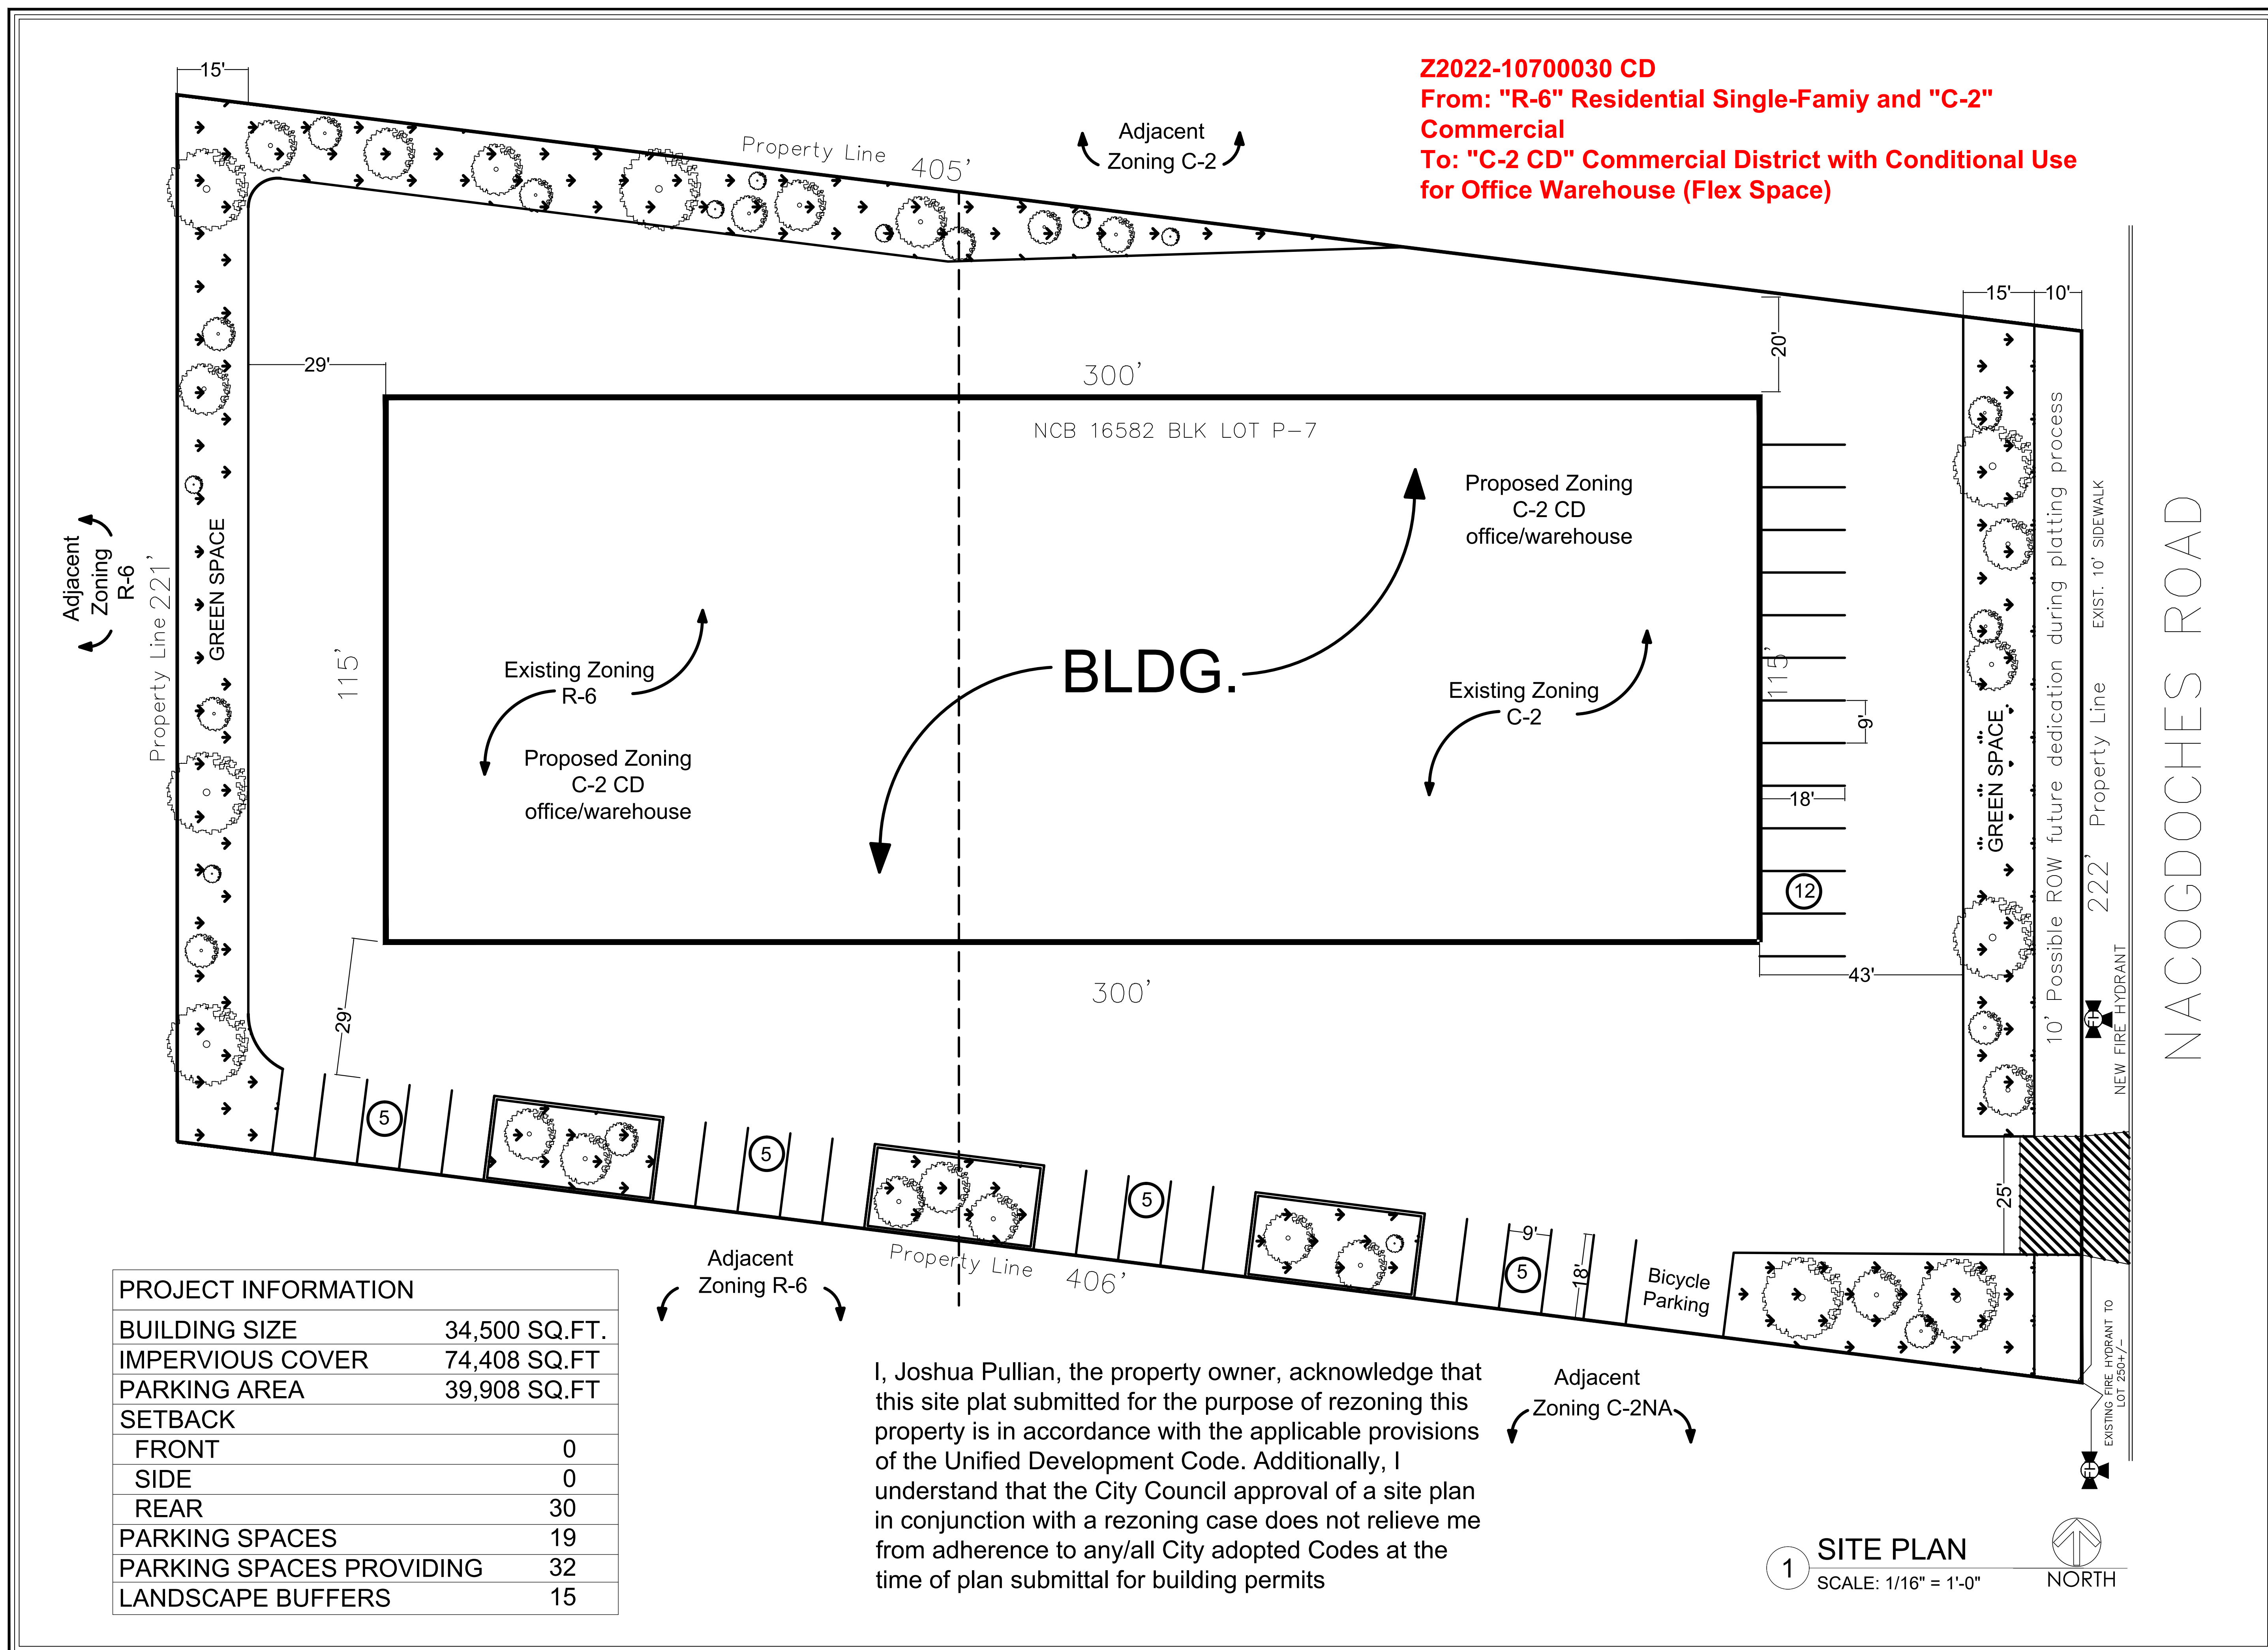 Z2022-10700030 CD
From: "R-6" Residential Single-Famiy and "C-2"
Commercial
To: "C-2 CD" Commercial District with Conditional Use
for Office Warehouse (Flex Space)
15'
Property Line 405'
Adjacent
Zoning C-2
15'
10'
29'
300'
20'
NCB 16582 BLK LOT P-7
Proposed Zoning
C-2 CD
office/warehouse
Adjacent
Zoning
R-6
Property Line 221'
GREEN SPACE
115'
Existing Zoning
R-6
Proposed Zoning
C-2 CD
office/warehouse
BLDG.
Existing Zoning
C-2
115'
9'
18'
12
43'
GREEN SPACE
10' Possible ROW future dedication during platting process
222' Property Line
EXIST. 10' SIDEWALK
NACOGDOCHES ROAD
FH
NEW FIRE HYDRANT
29'
300'
5
5
5
5
9'
18'
Bicycle
Parking
25'
Adjacent
Zoning R-6
Property Line 406'
Adjacent
Zoning C-2NA
EXISTING FIRE HYDRANT TO
LOT 250+/-
FH
PROJECT INFORMATION
BUILDING SIZE 34,500 SQ.FT.
IMPERVIOUS COVER 74,408 SQ.FT
PARKING AREA 39,908 SQ.FT
SETBACK
FRONT 0
SIDE 0
REAR 30
PARKING SPACES 19
PARKING SPACES PROVIDING 32
LANDSCAPE BUFFERS 15
I, Joshua Pullian, the property owner, acknowledge that
this site plat submitted for the purpose of rezoning this
property is in accordance with the applicable provisions
of the Unified Development Code. Additionally, I
understand that the City Council approval of a site plan
in conjunction with a rezoning case does not relieve me
from adherence to any/all City adopted Codes at the
time of plan submittal for building permits
1 SITE PLAN
SCALE: 1/16" = 1'-0"
NORTH